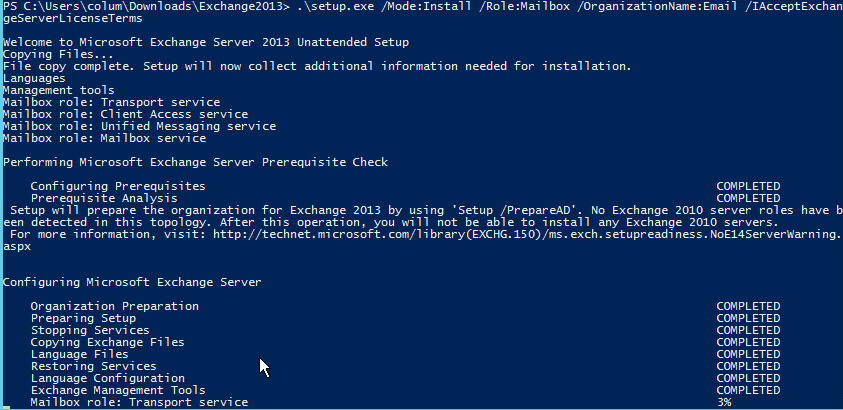 PS C:\Users\colum\Downloads\Exchange2013> .\setup.exe /Mode:Install /Role:Mailbox /OrganizationName:Email /IAcceptExchan
geServerLicenseTerms
Welcome to Microsoft Exchange Server 2013 Unattended Setup
Copying Files...
File copy complete. Setup will now collect additional information needed for installation.
Languages
Management tools
Mailbox role: Transport service
Mailbox role: Client Access service
Mailbox role: Unified Messaging service
Mailbox role: Mailbox service
Performing Microsoft Exchange Server Prerequisite Check
Configuring Prerequisites COMPLETED
Prerequisite Analysis COMPLETED
Setup will prepare the organization for Exchange 2013 by using 'Setup /PrepareAD'. No Exchange 2010 server roles have b
een detected in this topology. After this operation, you will not be able to install any Exchange 2010 servers.
For more information, visit: http://technet.microsoft.com/library(EXCHG.150)/ms.exch.setupreadiness.NoE14ServerWarning.
aspx
Configuring Microsoft Exchange Server
Organization Preparation COMPLETED
Preparing Setup COMPLETED
Stopping Services COMPLETED
Copying Exchange Files COMPLETED
Language Files COMPLETED
Restoring Services COMPLETED
Language Configuration COMPLETED
Exchange Management Tools COMPLETED
Mailbox role: Transport service 3%